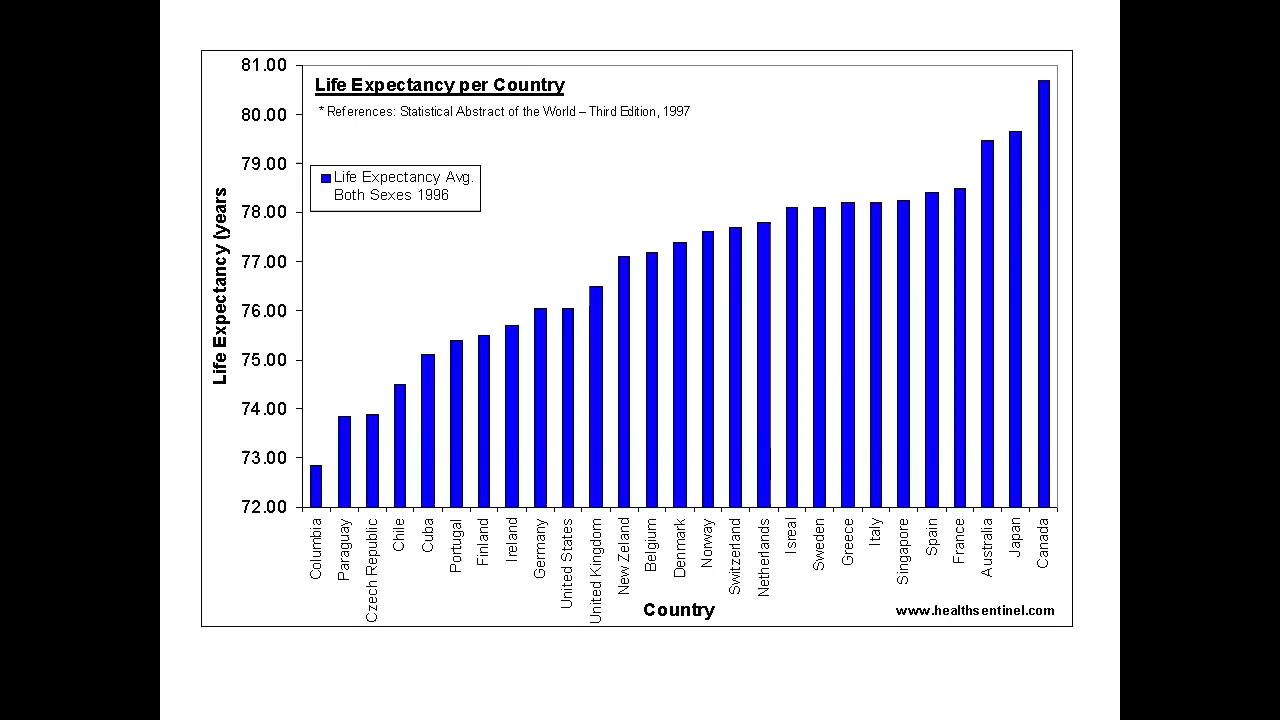 81.00
Life Expectancy per Country
* References: Statistical Abstract of the World – Third Edition, 1997
80.00
79.00
Life Expectancy Avg.
Both Sexes 1996
78.00
77.00
76.00
75.00
74.00
73.00
72.00
Life Expectancy (years
Columbia
Paraguay
Czech Republic
Chile
Cuba
Portugal
Finland
Ireland
Germany
United States
United Kingdom
New Zeland
Belgium
Denmark
Norway
Switzerland
Netherlands
Isreal
Sweden
Greece
Italy
Singapore
Spain
France
Australia
Japan
Canada
Country
www.healthsentinel.com